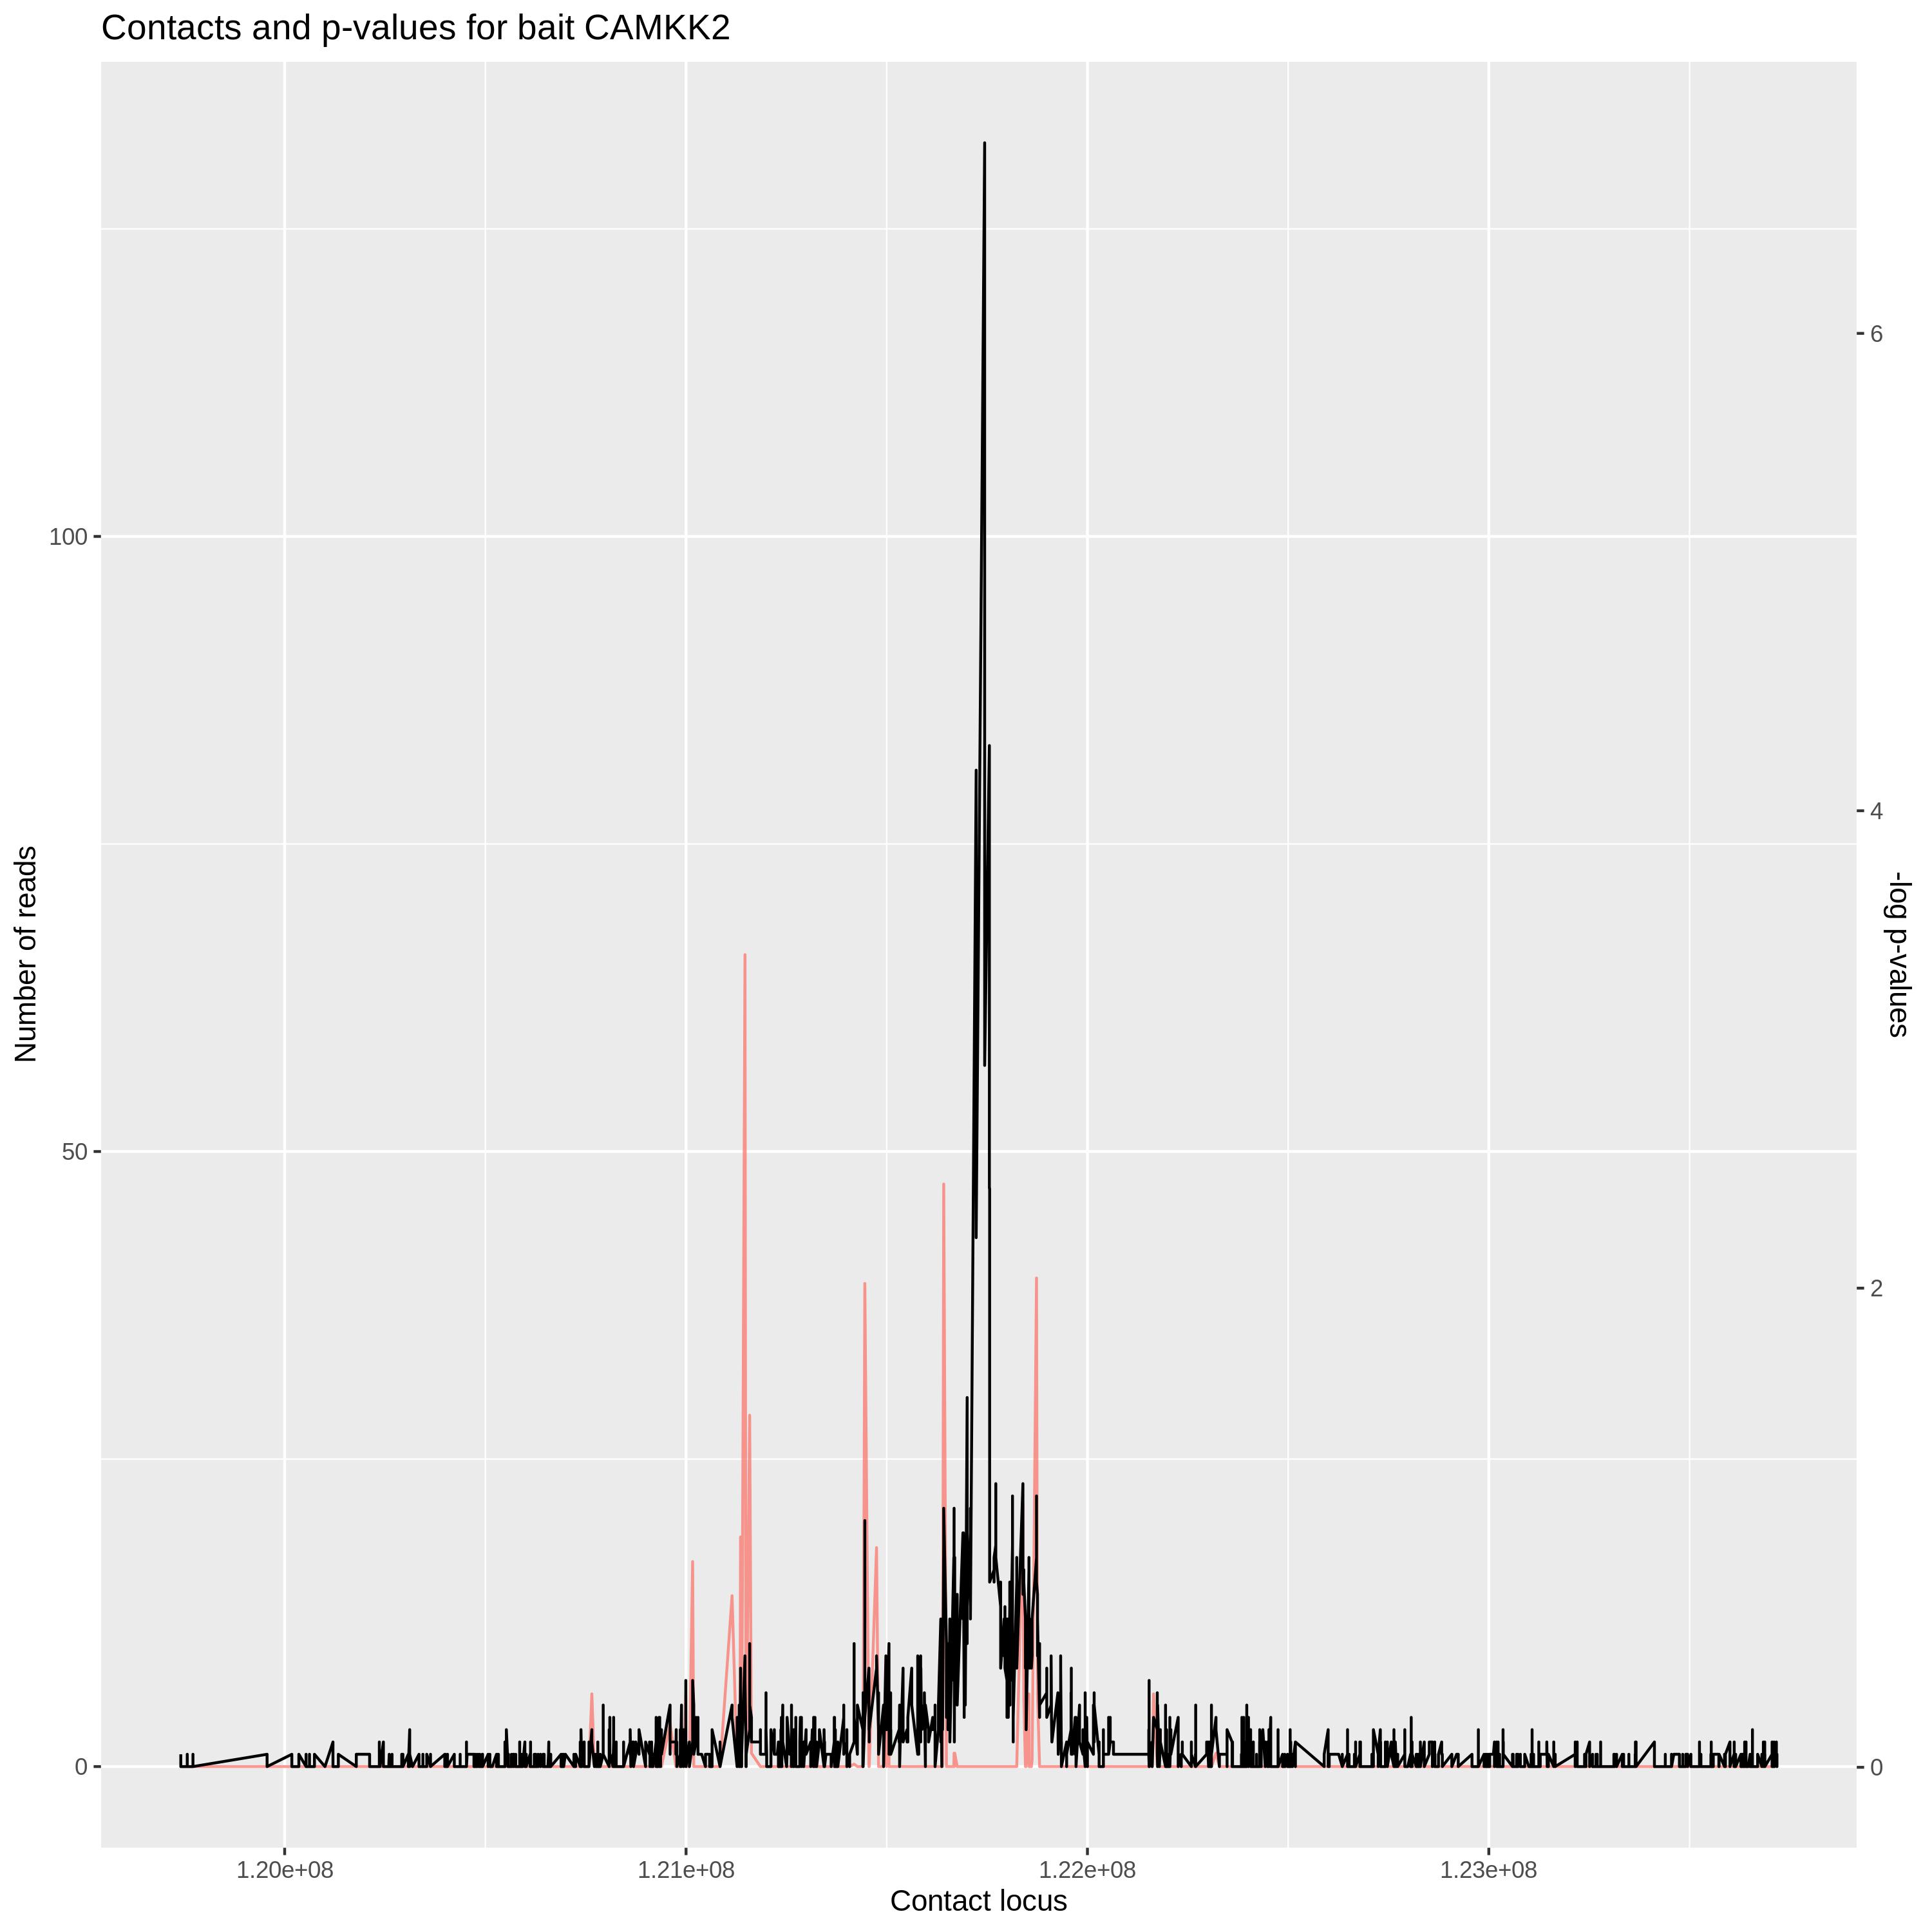 Contacts and p-values for bait CAMKK2
Number of reads
100
50
0
6
4
2
0
-log p-values
1.20e+08
1.21e+08
1.22e+08
1.23e+08
Contact locus